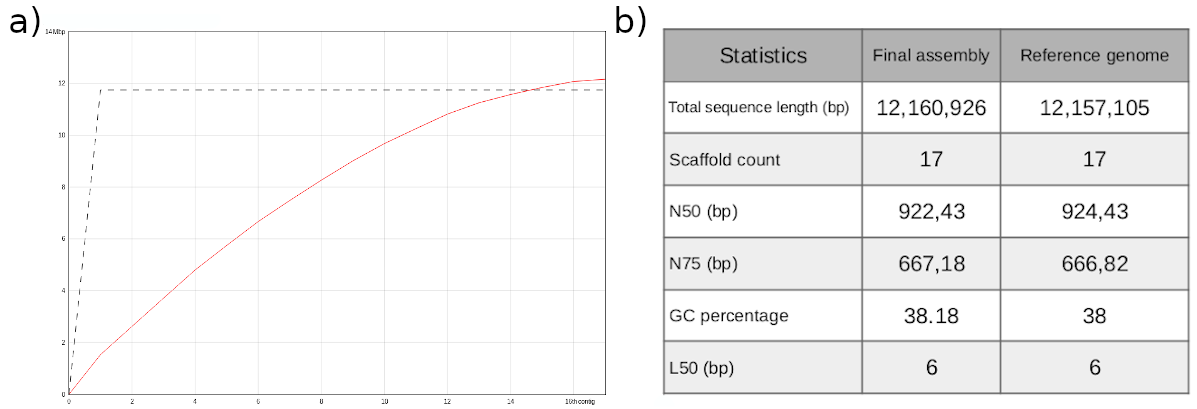 a)
14Mbp
12
10
8
6
4
2
0
0 2 4 6 8 10 12 14 16th contig
b)
Statistics Final assembly Reference genome
Total sequence length (bp) 12,160,926 12,157,105
Scaffold count 17 17
N50 (bp) 922,43 924,43
N75 (bp) 667,18 666,82
GC percentage 38.18 38
L50 (bp) 6 6